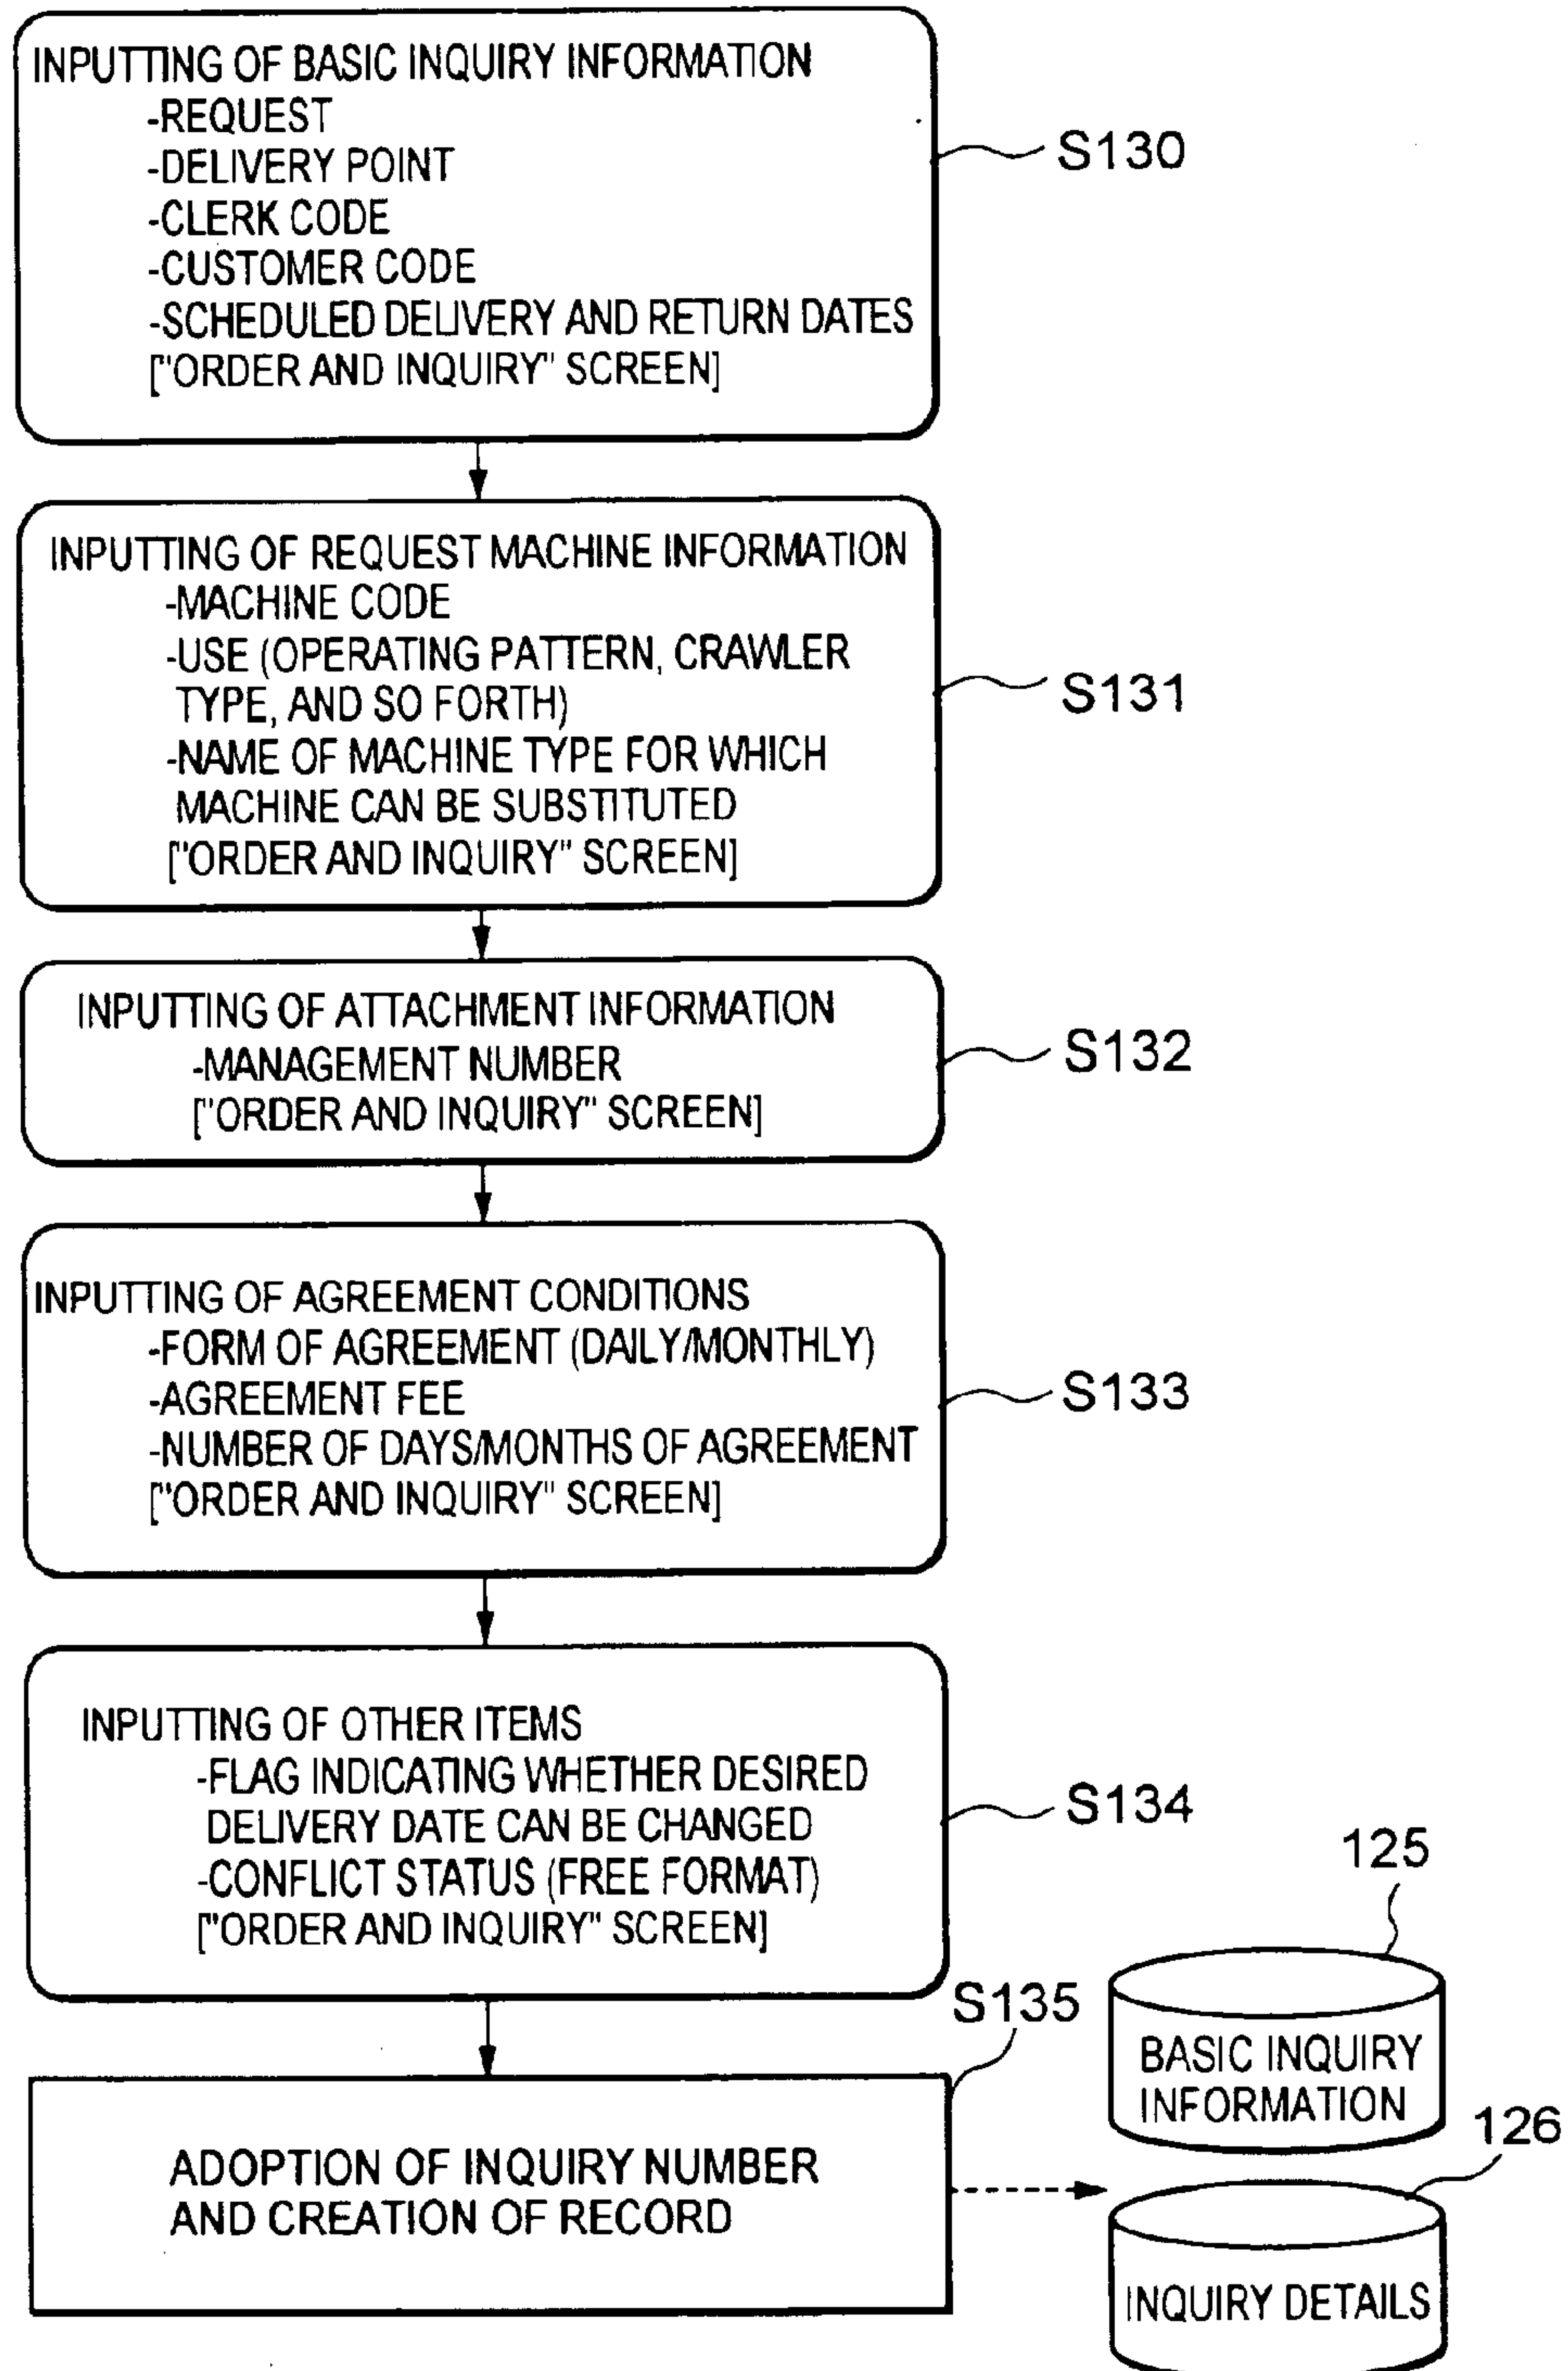 INPUTTING OF BASIC INQUIRY INFORMATION
-REQUEST
-DELIVERY POINT
-CLERK CODE
-CUSTOMER CODE
-SCHEDULED DELIVERY AND RETURN DATES
["ORDER AND INQUIRY" SCREEN]
S130
INPUTTING OF REQUEST MACHINE INFORMATION
-MACHINE CODE
-USE (OPERATING PATTERN, CRAWLER
TYPE, AND SO FORTH)
-NAME OF MACHINE TYPE FOR WHICH
MACHINE CAN BE SUBSTITUTED
["ORDER AND INQUIRY" SCREEN]
S131
INPUTTING OF ATTACHMENT INFORMATION
-MANAGEMENT NUMBER
["ORDER AND INQUIRY" SCREEN]
S132
INPUTTING OF AGREEMENT CONDITIONS
-FORM OF AGREEMENT (DAILY/MONTHLY)
-AGREEMENT FEE
-NUMBER OF DAYS/MONTHS OF AGREEMENT
["ORDER AND INQUIRY" SCREEN]
S133
INPUTTING OF OTHER ITEMS
-FLAG INDICATING WHETHER DESIRED
DELIVERY DATE CAN BE CHANGED
-CONFLICT STATUS (FREE FORMAT)
["ORDER AND INQUIRY" SCREEN]
S134
S135
ADOPTION OF INQUIRY NUMBER
AND CREATION OF RECORD
125
BASIC INQUIRY
INFORMATION
126
INQUIRY DETAILS